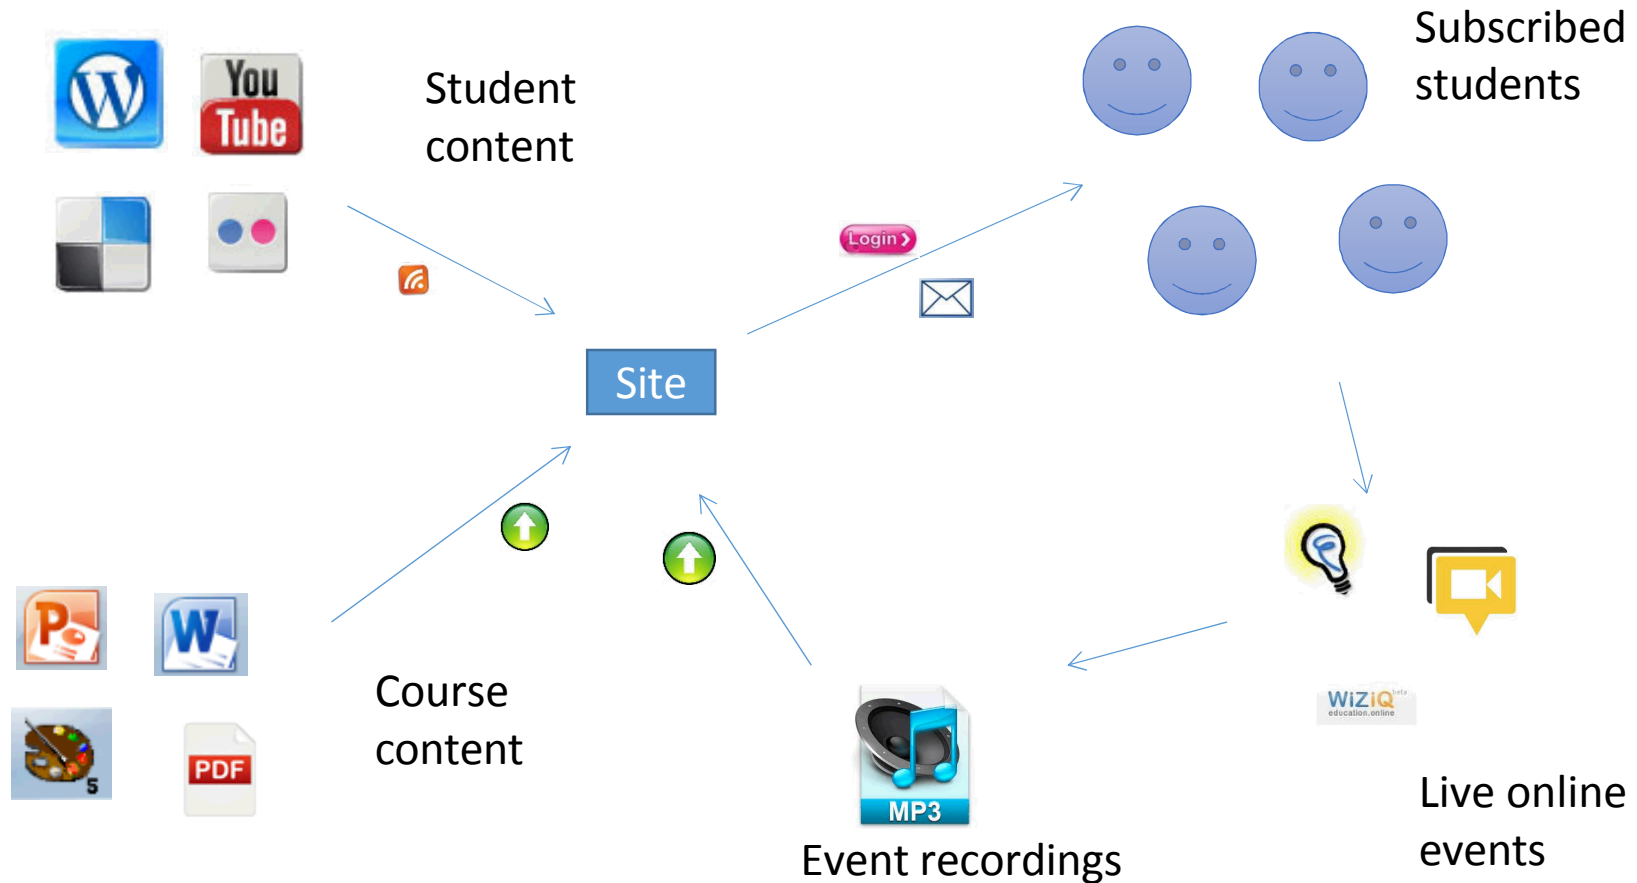 You
Tube
Student
content
Subscribed
students
Login
Site
P
W
5
PDF
Course
content
MP3
Event recordings
WiZiQ beta
education.online
Live online
events